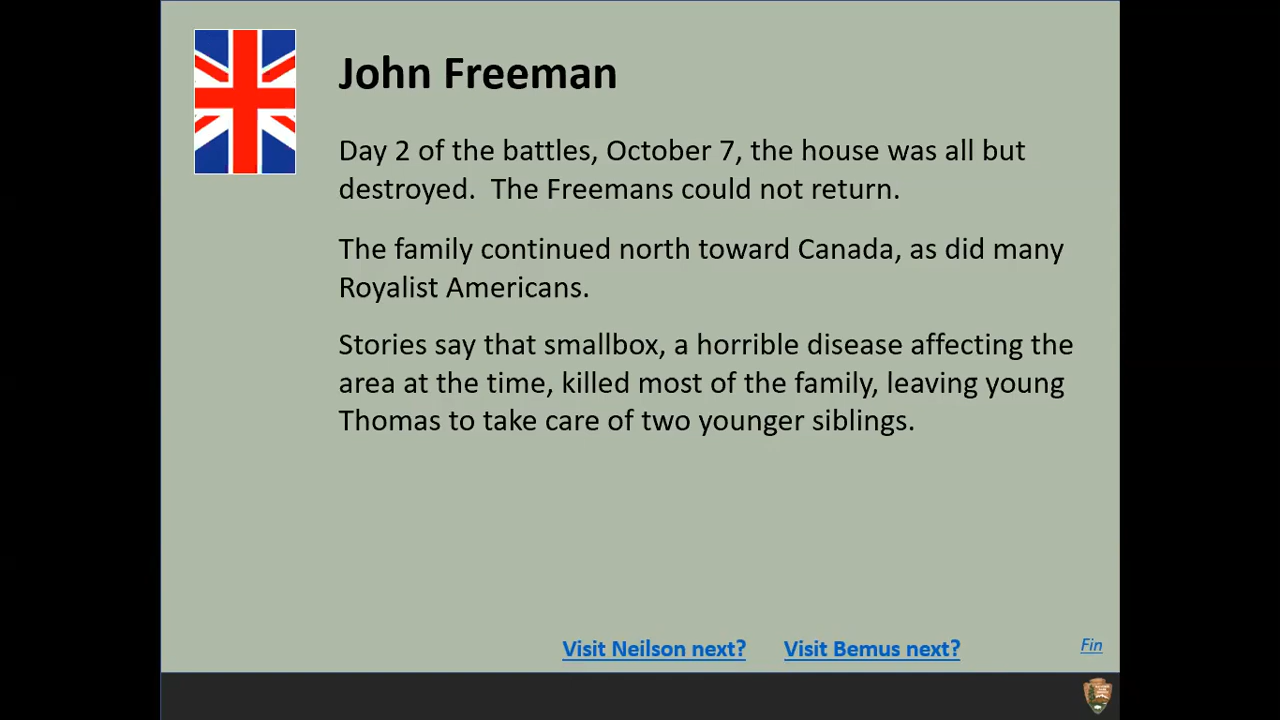 John Freeman
Day 2 of the battles, October 7, the house was all but
destroyed.  The Freemans could not return.
The family continued north toward Canada, as did many
Royalist Americans.
Stories say that smallbox, a horrible disease affecting the
area at the time, killed most of the family, leaving young
Thomas to take care of two younger siblings.
Visit Neilson next? Visit Bemus next? Fin